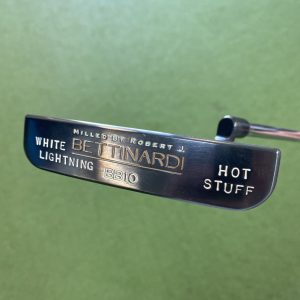 MILLED BY ROBERT J.
BETTINARDI
WHITE LIGHTNING
BB10
HOT STUFF